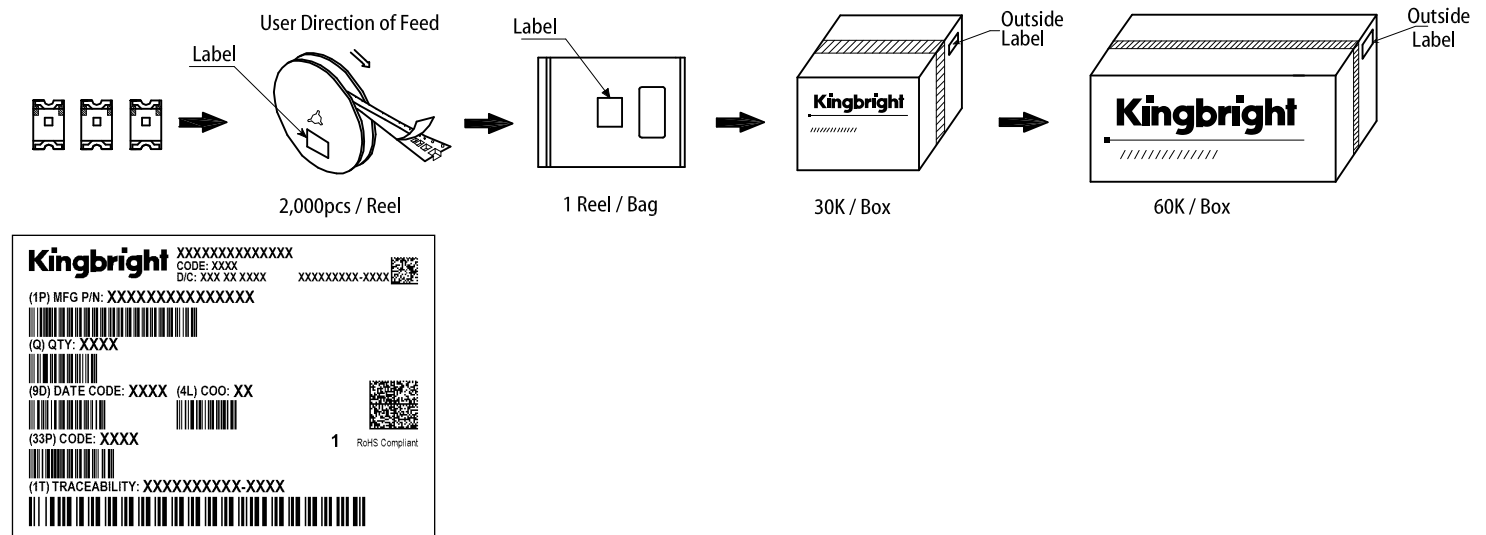 User Direction of Feed
Label
Label
Outside
Label
Outside
Label
Kingbright
Kingbright
2,000pcs / Reel
1 Reel / Bag
30K / Box
60K / Box
Kingbright
XXXXXXXXXXXXXX
CODE: XXXX
D/C: XXX XX XXXX
XXXXXXXXX-XXXX
(1P) MFG P/N: XXXXXXXXXXXXXXX
(Q) QTY: XXXX
(9D) DATE CODE: XXXX (4L) COO: XX
(33P) CODE: XXXX
1 RoHS Compliant
(1T) TRACEABILITY: XXXXXXXXXX-XXXX